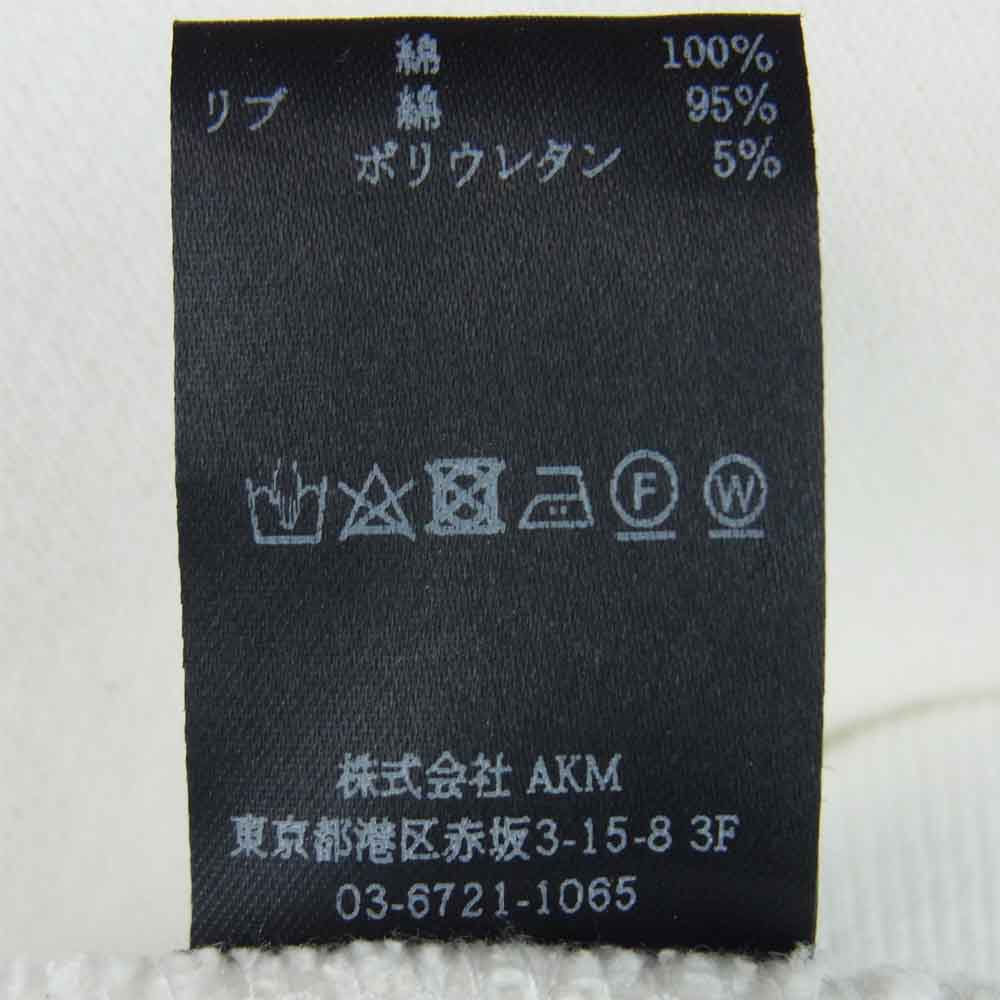 綿 100%
リブ 綿 95%
ポリウレタン 5%
F W
株式会社 AKM
東京都港区赤坂3-15-8 3F
03-6721-1065